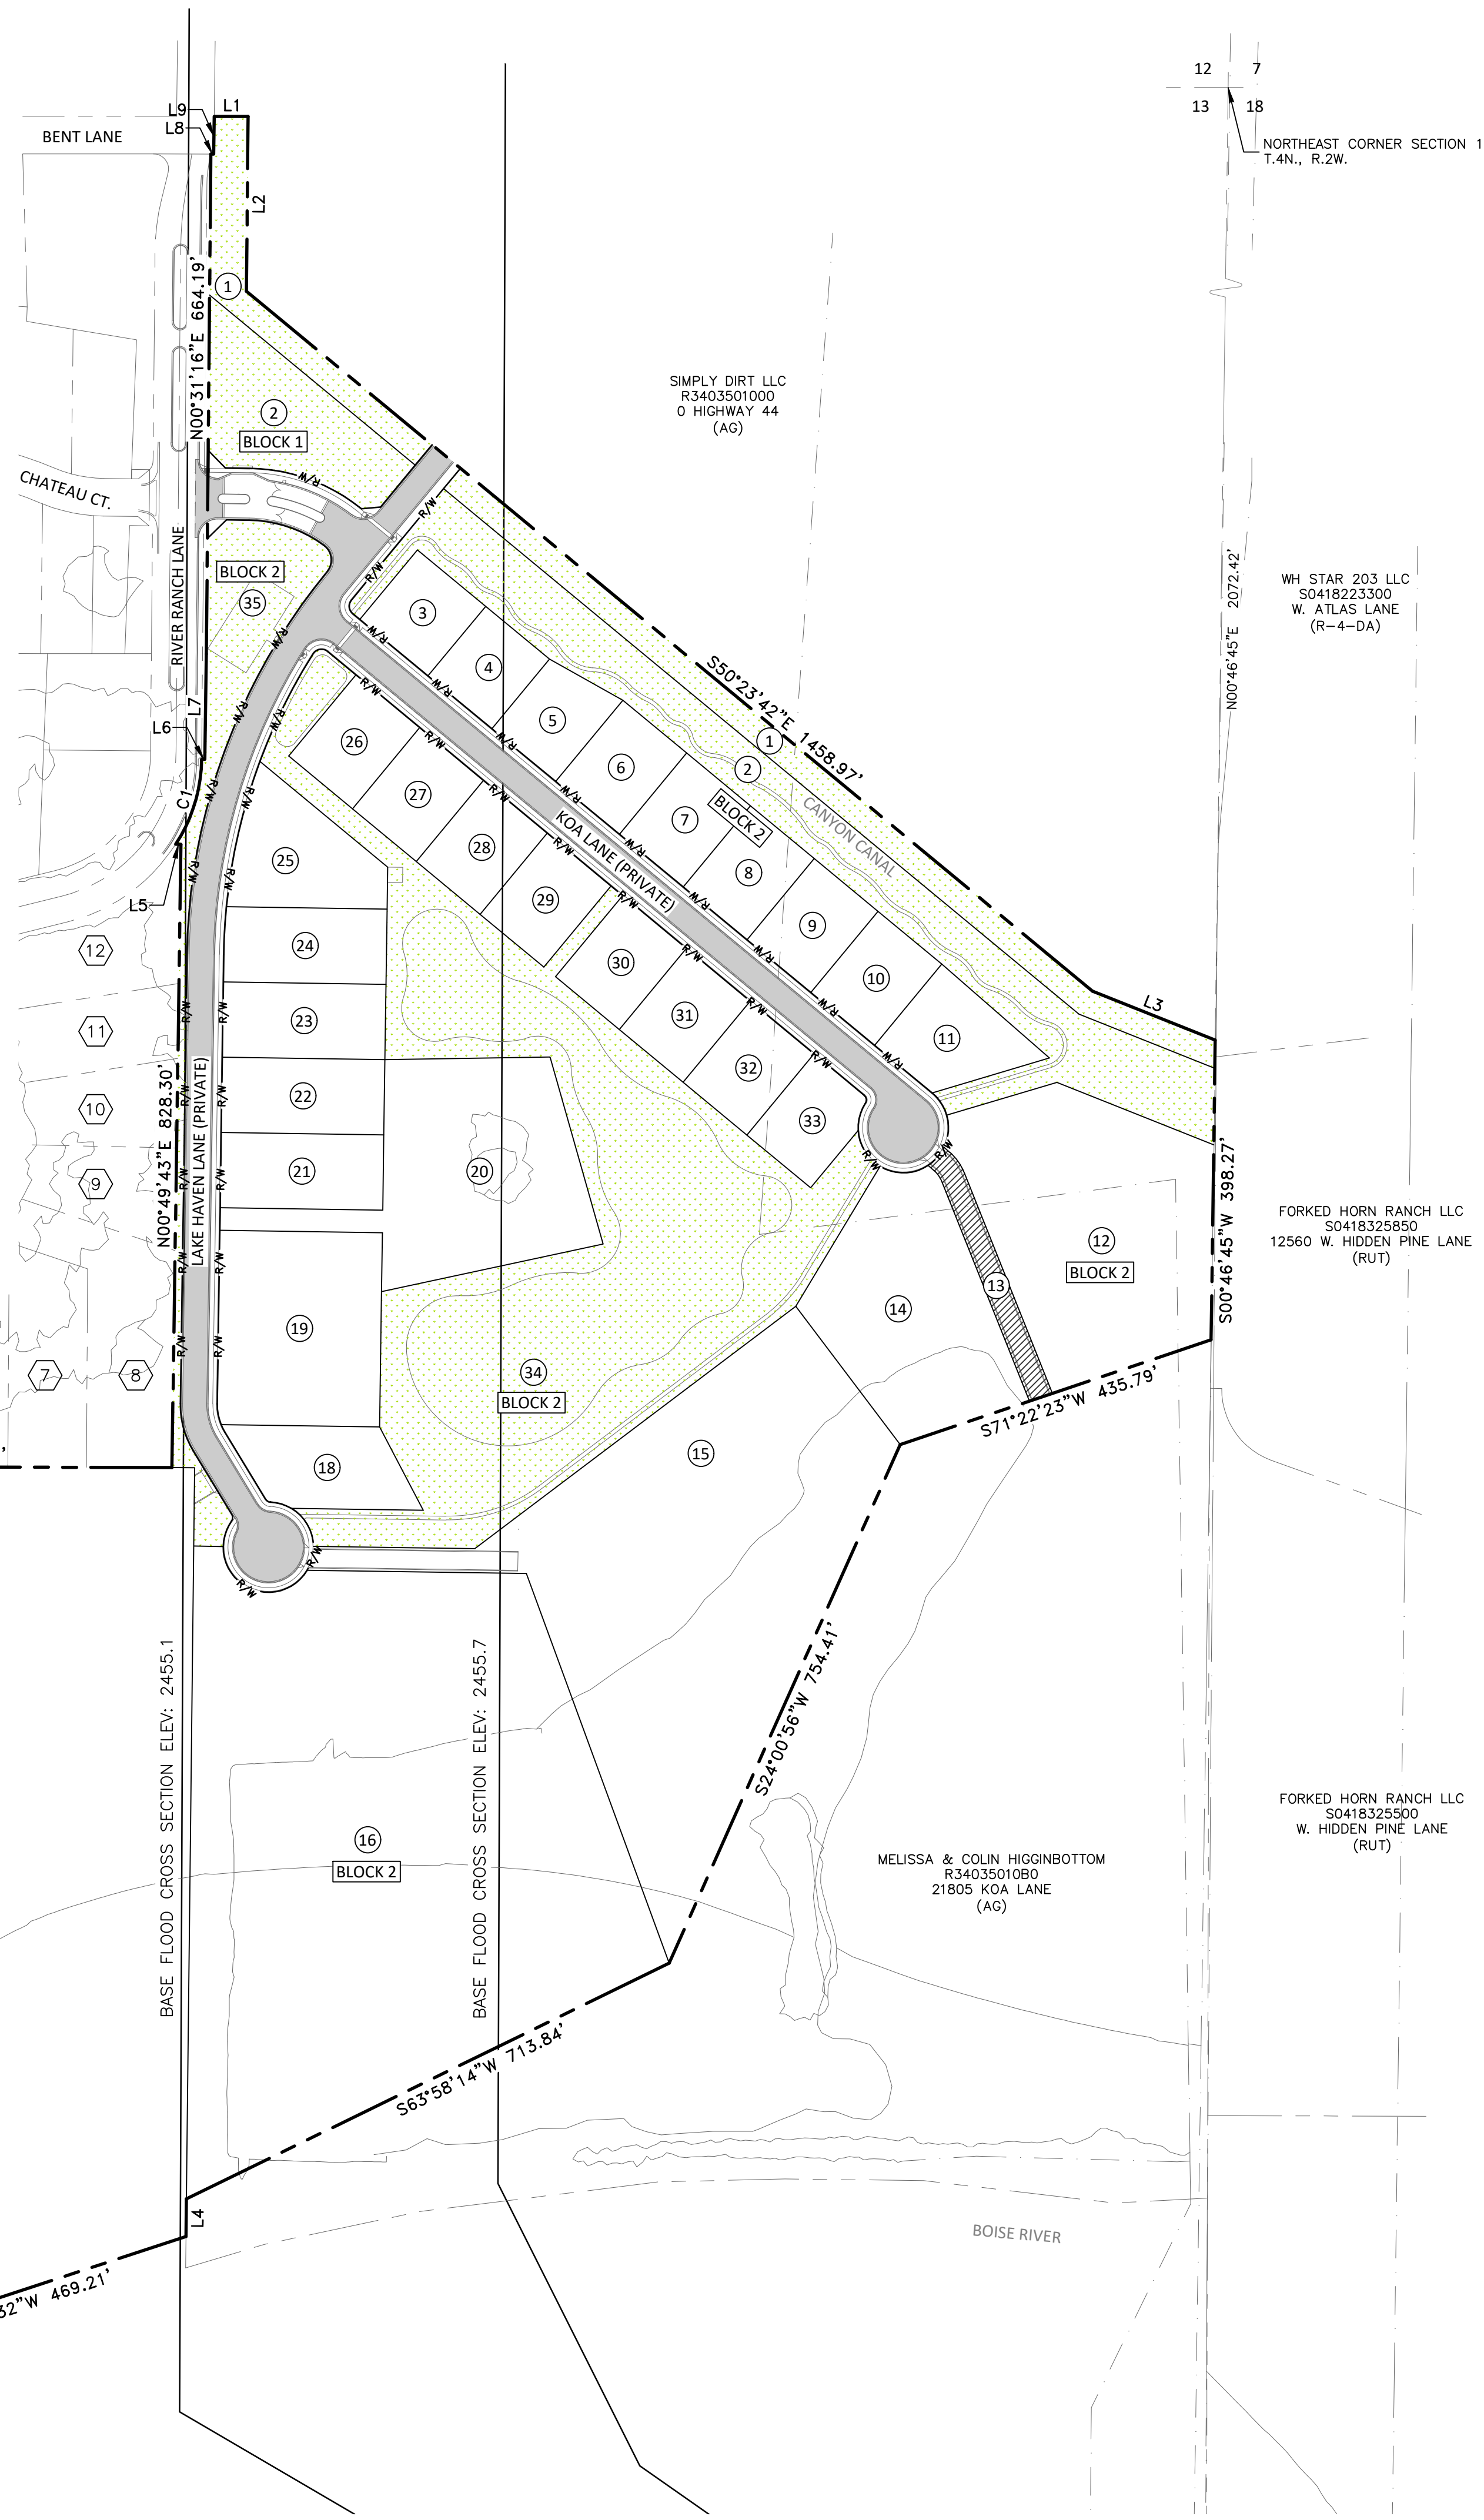 12 7
13 18
NORTHEAST CORNER SECTION 1
T.4N., R.2W.
L9
L1
L8
BENT LANE
L2
N00°31'16"E 664.19'
1
2
BLOCK 1
SIMPLY DIRT LLC
R3403501000
0 HIGHWAY 44
(AG)
CHATEAU CT.
R/W
R/W
RIVER RANCH LANE
BLOCK 2
35
R/W
R/W
R/W
3
4
5
6
7
8
9
10
11
S50°23'42"E 1458.97'
1
2
BLOCK 2
CANYON CANAL
N00°46'45"E 2072.42'
WH STAR 203 LLC
S0418223300
W. ATLAS LANE
(R-4-DA)
L7
L6
C1
L5
R/W
R/W
R/W
R/W
R/W
R/W
R/W
R/W
R/W
R/W
R/W
R/W
R/W
KOA LANE (PRIVATE)
26
27
28
29
30
31
32
33
R/W
R/W
R/W
R/W
R/W
R/W
R/W
R/W
R/W
R/W
L3
25
24
23
22
21
20
19
18
12
11
10
9
8
7
N00°49'43"E 828.30'
LAKE HAVEN LANE (PRIVATE)
R/W
R/W
R/W
R/W
R/W
R/W
R/W
R/W
R/W
R/W
S00°46'45"W 398.27'
FORKED HORN RANCH LLC
S0418325850
12560 W. HIDDEN PINE LANE
(RUT)
12
BLOCK 2
13
14
34
BLOCK 2
15
S71°22'23"W 435.79'
'
R/W
R/W
BASE FLOOD CROSS SECTION ELEV: 2455.1
BASE FLOOD CROSS SECTION ELEV: 2455.7
S24°00'56"W 754.41'
16
BLOCK 2
FORKED HORN RANCH LLC
S0418325500
W. HIDDEN PINE LANE
(RUT)
MELISSA & COLIN HIGGINBOTTOM
R34035010B0
21805 KOA LANE
(AG)
S63°58'14"W 713.84'
L4
BOISE RIVER
32"W 469.21'